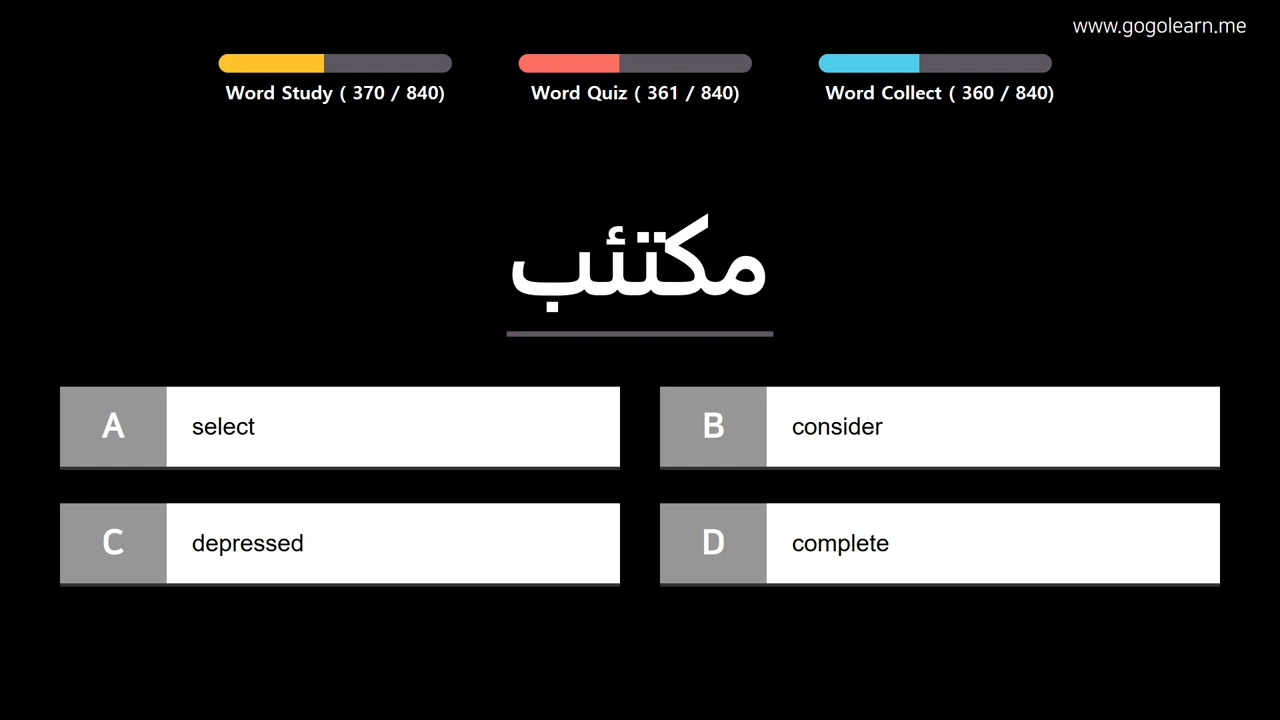 www.gogolearn.me
Word Study ( 370 / 840)
Word Quiz ( 361 / 840)
Word Collect ( 360 / 840)
مكتئب
A select
B consider
C depressed
D complete